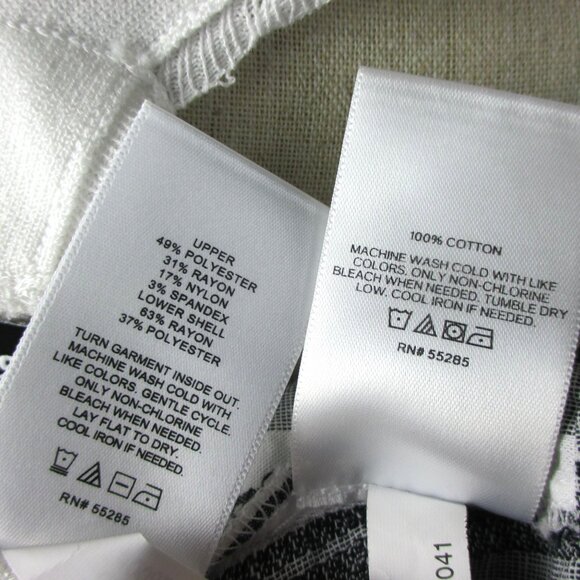 UPPER
49% POLYESTER
31% RAYON
17% NYLON
3% SPANDEX
LOWER SHELL
63% RAYON
37% POLYESTER
TURN GARMENT INSIDE OUT.
MACHINE WASH COLD WITH
LIKE COLORS. GENTLE CYCLE.
ONLY NON-CHLORINE
BLEACH WHEN NEEDED.
LAY FLAT TO DRY.
COOL IRON IF NEEDED.
RN# 55285
100% COTTON
MACHINE WASH COLD WITH LIKE
COLORS. ONLY NON-CHLORINE
BLEACH WHEN NEEDED. TUMBLE DRY
LOW. COOL IRON IF NEEDED.
RN# 55285
041